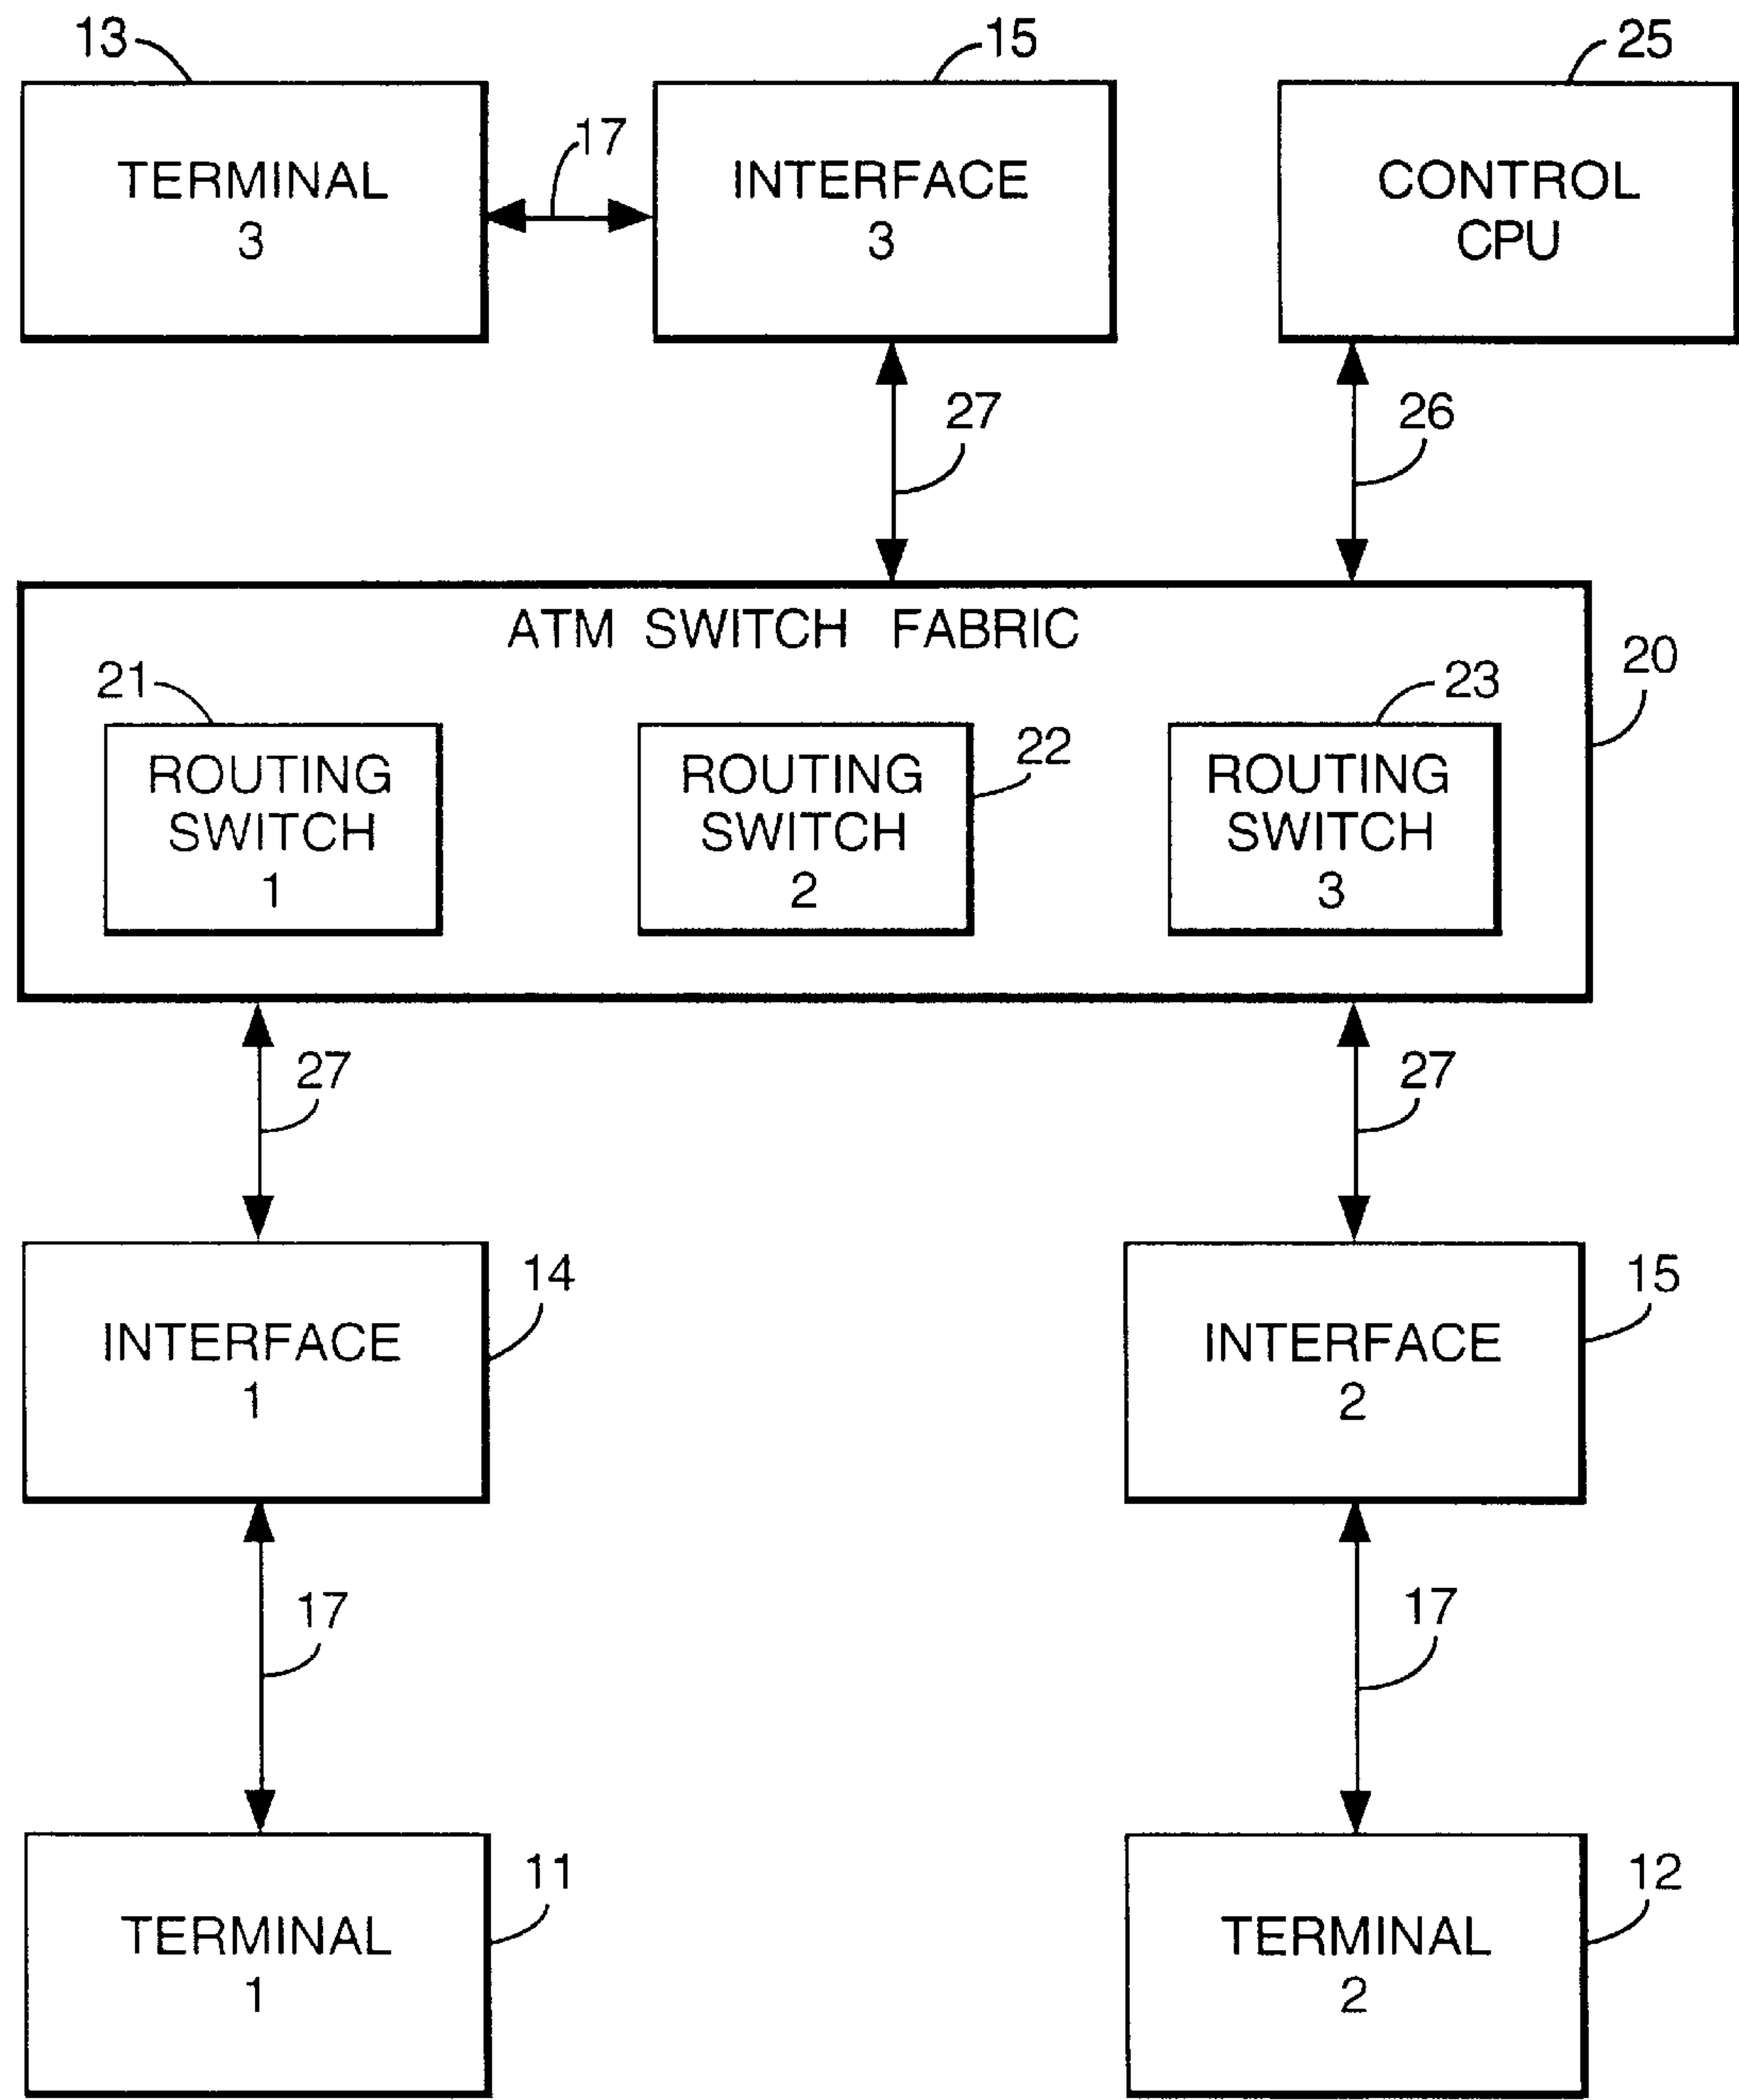 13
15
25
TERMINAL
3
17
INTERFACE
3
CONTROL
CPU
27
26
ATM SWITCH FABRIC
20
21
ROUTING
SWITCH
1
ROUTING
SWITCH
2
22
23
ROUTING
SWITCH
3
27
27
INTERFACE
1
14
INTERFACE
2
15
17
17
TERMINAL
1
11
TERMINAL
2
12